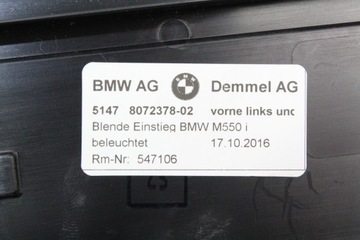 BMW AG Demmel AG
5147 8072378-02 vorne links und
Blende Einstieg BMW M550 i
beleuchtet 17.10.2016
Rm-Nr: 547106